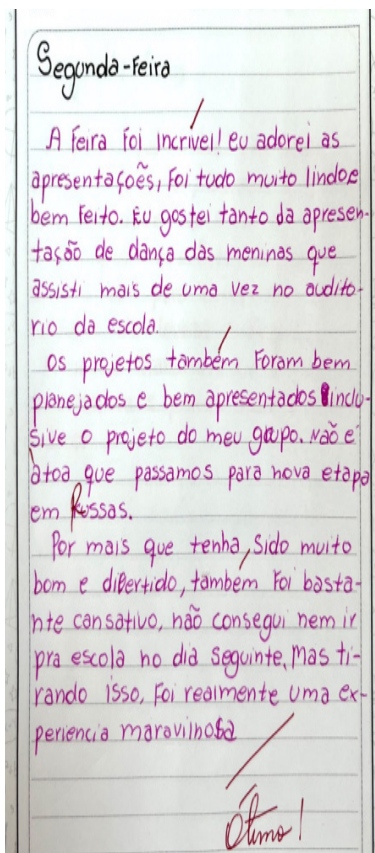 Segunda-Feira
A Feira foi incrível! eu adorei as
apresentações, foi tudo muito lindo e
bem feito. Eu gostei tanto da apresen-
tação de dança das meninas que
assisti mais de uma vez no audito-
rio da escola.
Os projetos também foram bem
planejados e bem apresentados inclu-
sive o projeto do meu grupo. Não é
àtoa que passamos para nova etapa
em Russas.
Por mais que tenha, sido muito
bom e divertido, também foi basta-
nte cansativo, não consegui nem ir
pra escola no dia seguinte, mas ti-
rando isso, foi realmente uma ex-
periencia maravilhosa
Ótimo!